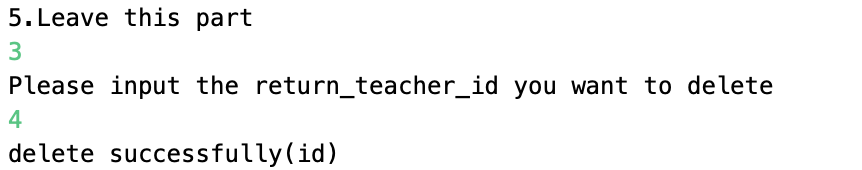 5.Leave this part
3
Please input the return_teacher_id you want to delete
4
delete successfully(id)